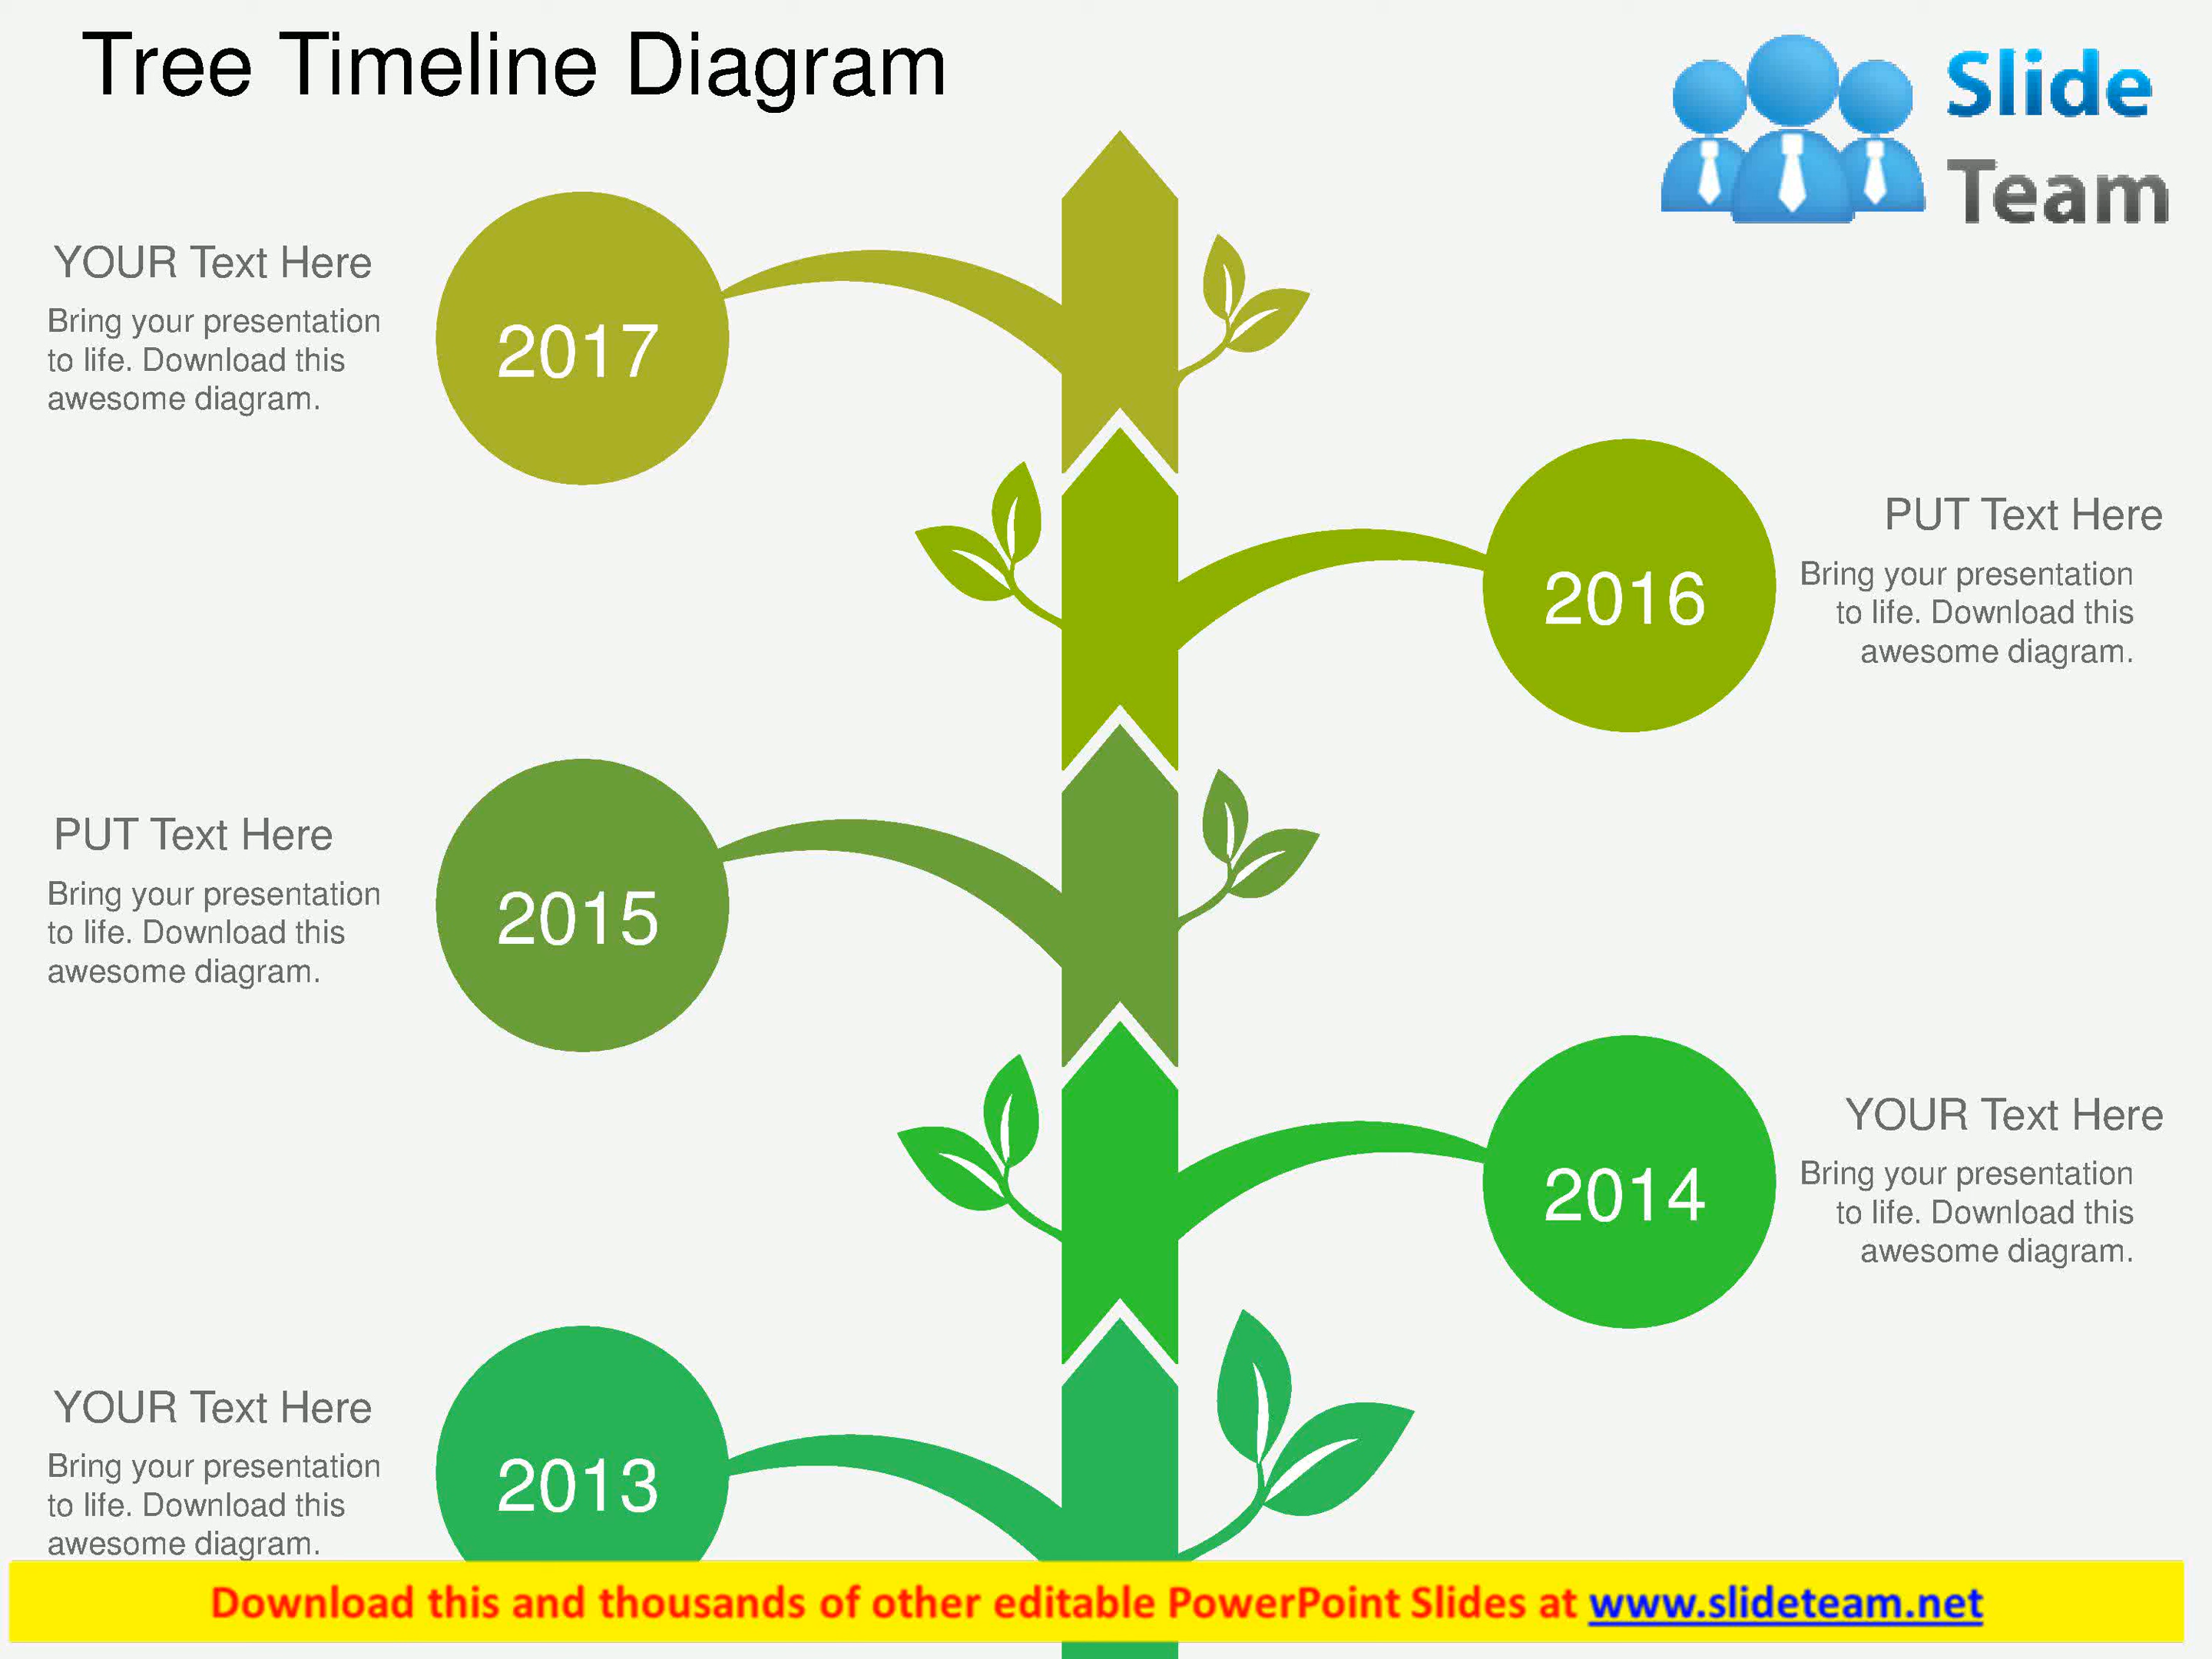 Tree Timeline Diagram
Slide
Team
YOUR Text Here
Bring your presentation
to life. Download this
awesome diagram.
2017
PUT Text Here
Bring your presentation
to life. Download this
awesome diagram.
2016
PUT Text Here
Bring your presentation
to life. Download this
awesome diagram.
2015
YOUR Text Here
Bring your presentation
to life. Download this
awesome diagram.
2014
YOUR Text Here
Bring your presentation
to life. Download this
awesome diagram.
2013
Download this and thousands of other editable PowerPoint Slides at www.slideteam.net